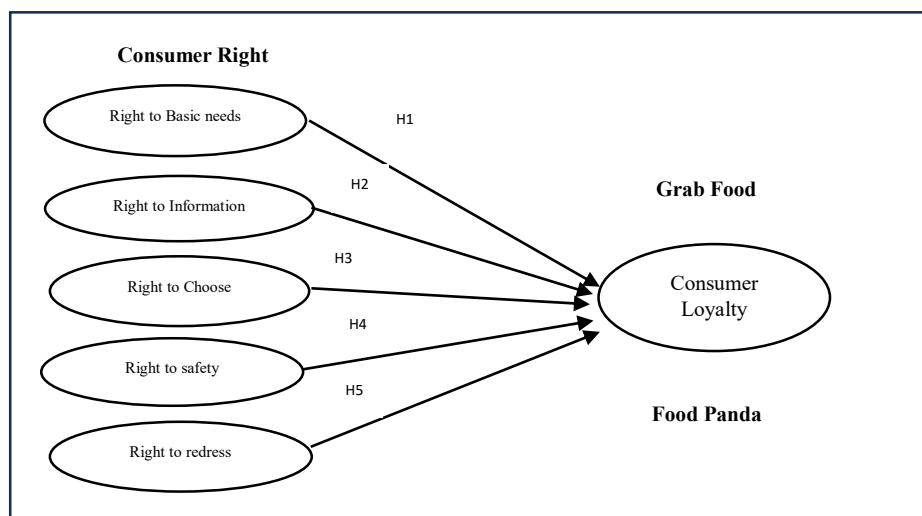 Consumer Right
Right to Basic needs
H1
Right to Information
H2
Grab Food
Right to Choose
H3
Consumer
Loyalty
Right to safety
H4
H5
Food Panda
Right to redress